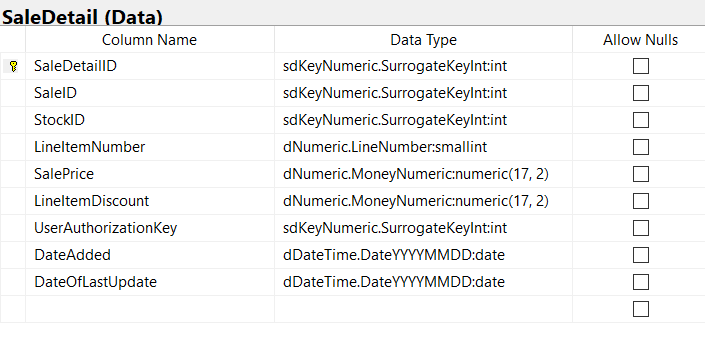 SaleDetail (Data)
Column Name Data Type Allow Nulls
SaleDetailID sdKeyNumeric.SurrogateKeyInt:int
SaleID sdKeyNumeric.SurrogateKeyInt:int
StockID sdKeyNumeric.SurrogateKeyInt:int
LineItemNumber dNumeric.LineNumber:smallint
SalePrice dNumeric.MoneyNumeric:numeric(17, 2)
LineItemDiscount dNumeric.MoneyNumeric:numeric(17, 2)
UserAuthorizationKey sdKeyNumeric.SurrogateKeyInt:int
DateAdded dDateTime.DateYYYYMMDD:date
DateOfLastUpdate dDateTime.DateYYYYMMDD:date